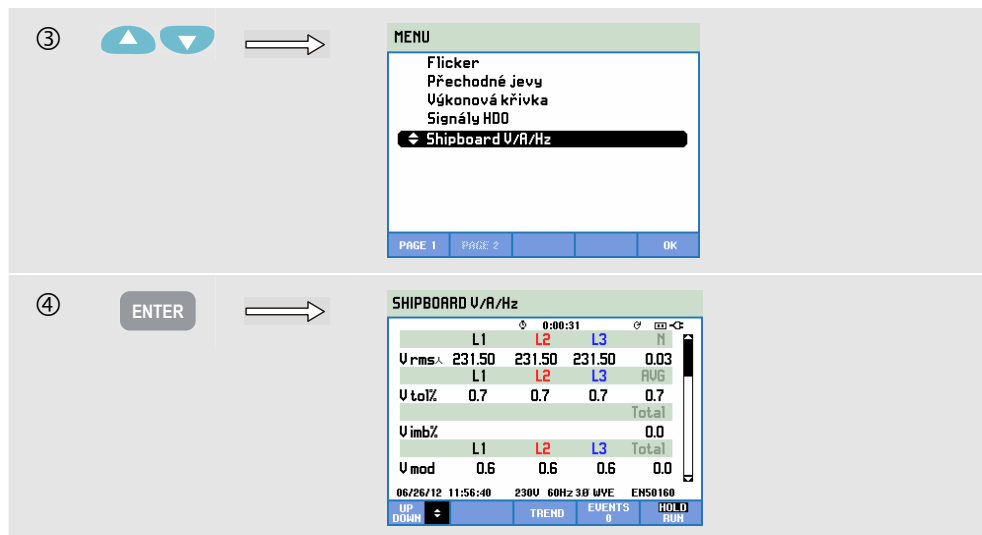 ③
MENU
Flicker
Přechodné jevy
Výkonová křivka
Signály HDO
Shipboard V/A/Hz
PAGE 1 PAGE 2 OK
④
ENTER
SHIPBOARD V/A/Hz
0:00:31
L1 L2 L3 N
V rms 231.50 231.50 231.50 0.03
L1 L2 L3 AVG
V tol% 0.7 0.7 0.7 0.7
Total
V imb% 0.0
L1 L2 L3 Total
V mod 0.6 0.6 0.6 0.0
06/26/12 11:56:40 230V 60Hz 3Ø WYE EN50160
UP DOWN TREND EVENTS 0 HOLD RUN